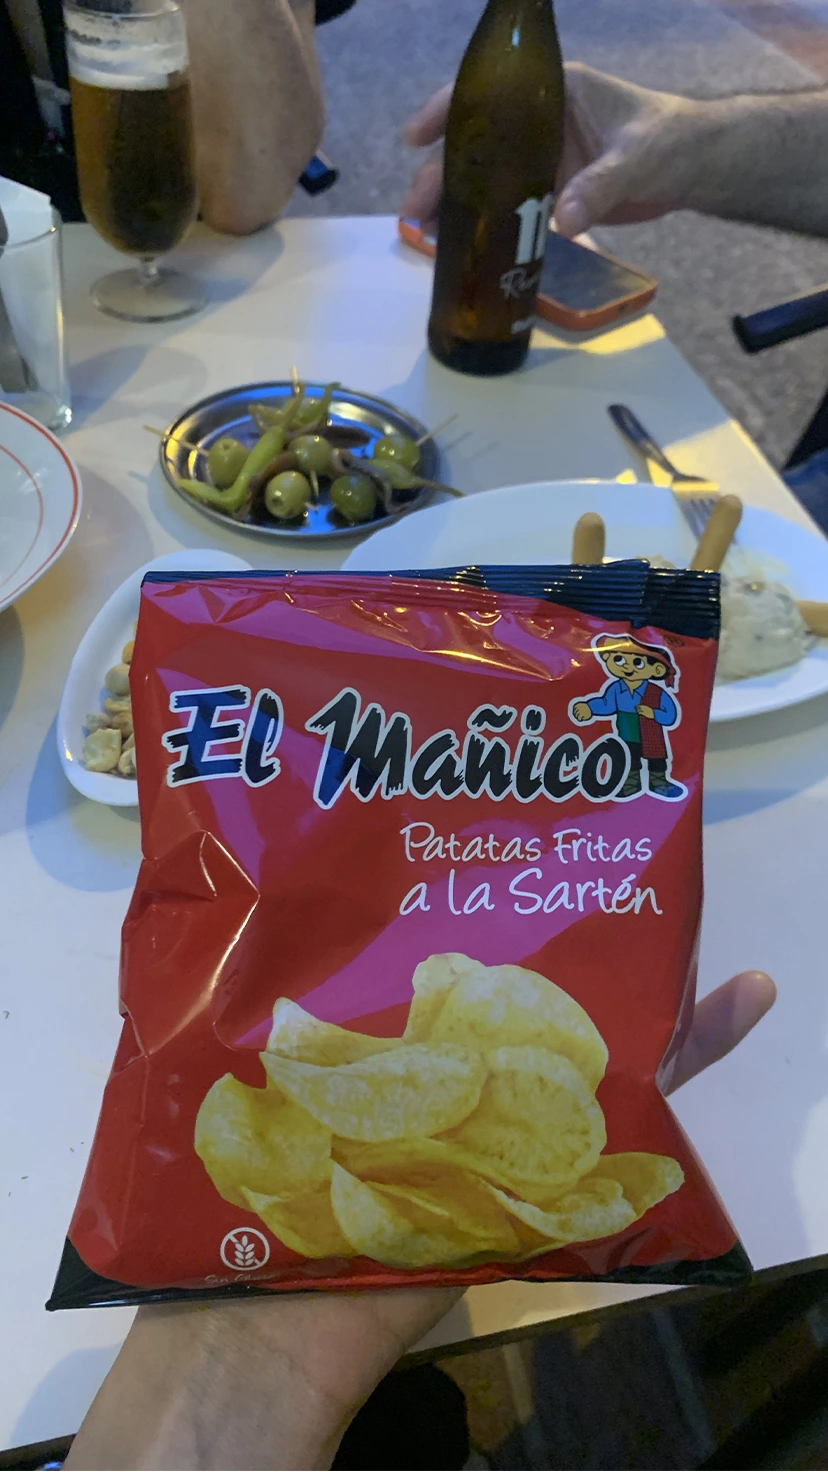 El Mañico
Patatas Fritas
a la Sartén